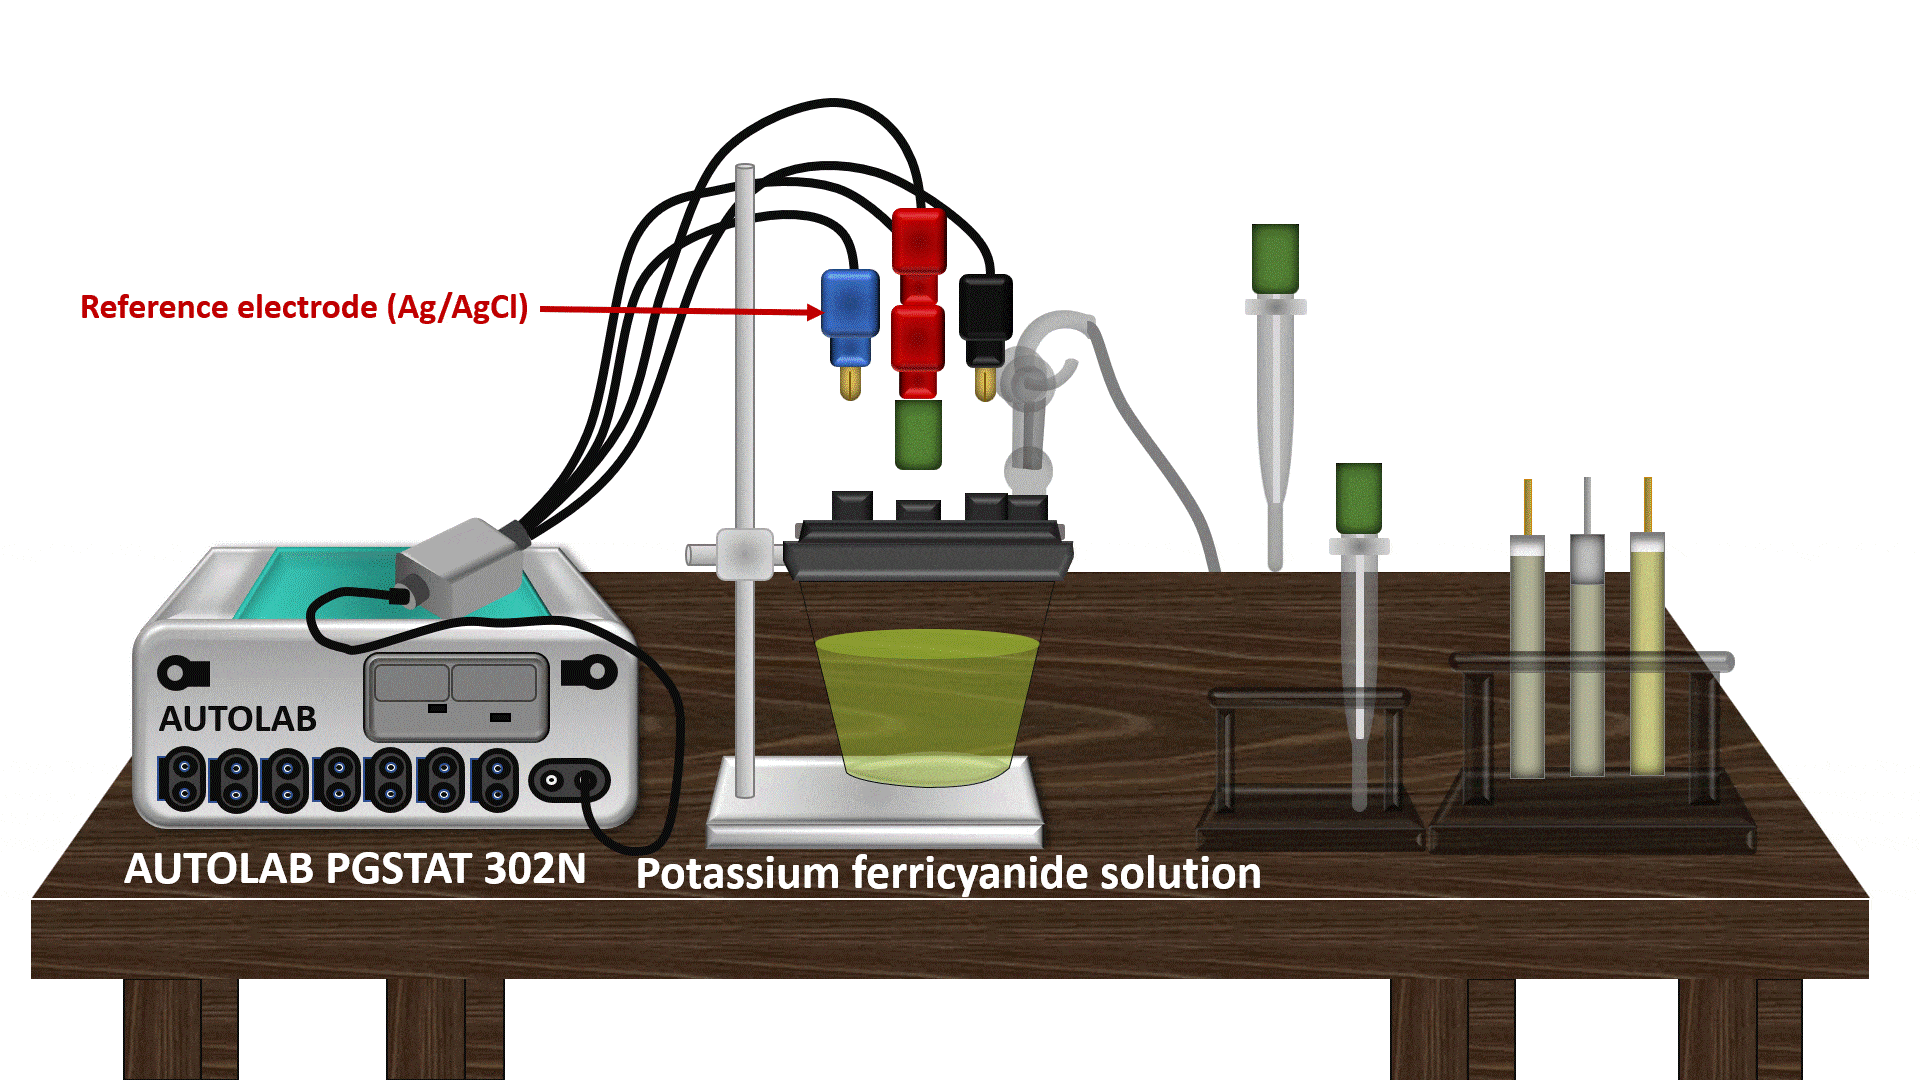 Reference electrode (Ag/AgCl)
AUTOLAB
AUTOLAB PGSTAT 302N
Potassium ferricyanide solution